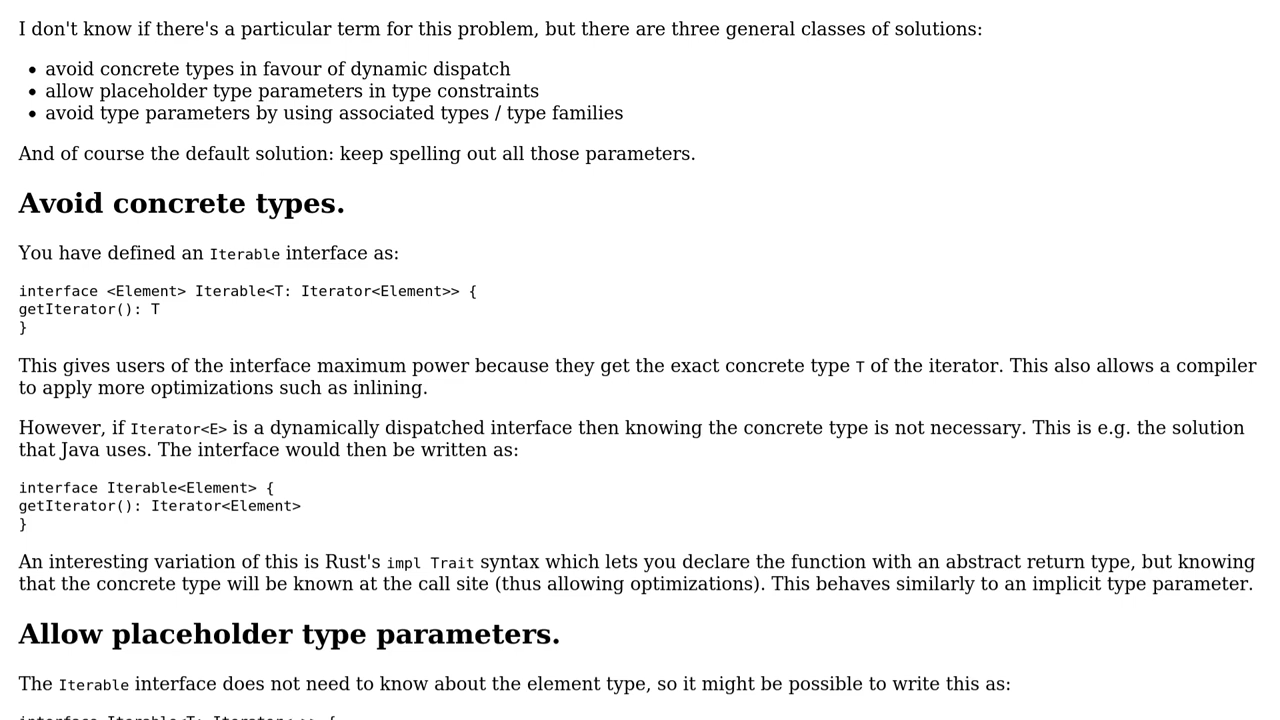 I don't know if there's a particular term for this problem, but there are three general classes of solutions:
• avoid concrete types in favour of dynamic dispatch
• allow placeholder type parameters in type constraints
• avoid type parameters by using associated types / type families
And of course the default solution: keep spelling out all those parameters.
Avoid concrete types.
You have defined an Iterable interface as:
interface <Element> Iterable<T: Iterator<Element>> {
getIterator(): T
}
This gives users of the interface maximum power because they get the exact concrete type T of the iterator. This also allows a compiler
to apply more optimizations such as inlining.
However, if Iterator<E> is a dynamically dispatched interface then knowing the concrete type is not necessary. This is e.g. the solution
that Java uses. The interface would then be written as:
interface Iterable<Element> {
getIterator(): Iterator<Element>
}
An interesting variation of this is Rust's impl Trait syntax which lets you declare the function with an abstract return type, but knowing
that the concrete type will be known at the call site (thus allowing optimizations). This behaves similarly to an implicit type parameter.
Allow placeholder type parameters.
The Iterable interface does not need to know about the element type, so it might be possible to write this as: